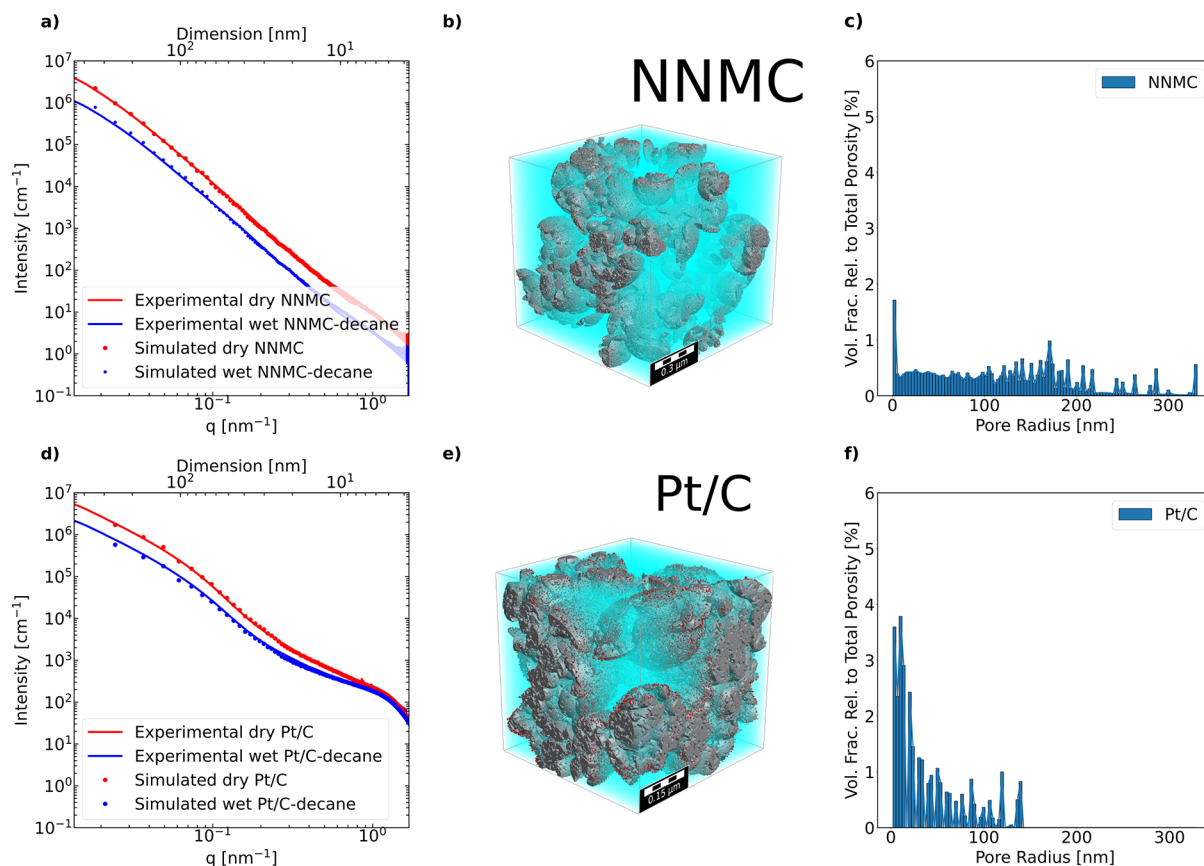 a)
Dimension [nm]
10² 10¹
10⁷
10⁶
10⁵
10⁴
10³
10²
10¹
10⁰
10⁻¹
Intensity [cm⁻¹]
Experimental dry NNMC
Experimental wet NNMC-decane
Simulated dry NNMC
Simulated wet NNMC-decane
10⁻¹ 10⁰
q [nm⁻¹]
b)
NNMC
0.3 μm
c)
6
5
4
3
2
1
0
Vol. Frac. Rel. to Total Porosity [%]
NNMC
0 100 200 300
Pore Radius [nm]
d)
Dimension [nm]
10² 10¹
10⁷
10⁶
10⁵
10⁴
10³
10²
10¹
10⁰
10⁻¹
Intensity [cm⁻¹]
Experimental dry Pt/C
Experimental wet Pt/C-decane
Simulated dry Pt/C
Simulated wet Pt/C-decane
10⁻¹ 10⁰
q [nm⁻¹]
e)
Pt/C
0.15 μm
f)
6
5
4
3
2
1
0
Vol. Frac. Rel. to Total Porosity [%]
Pt/C
0 100 200 300
Pore Radius [nm]